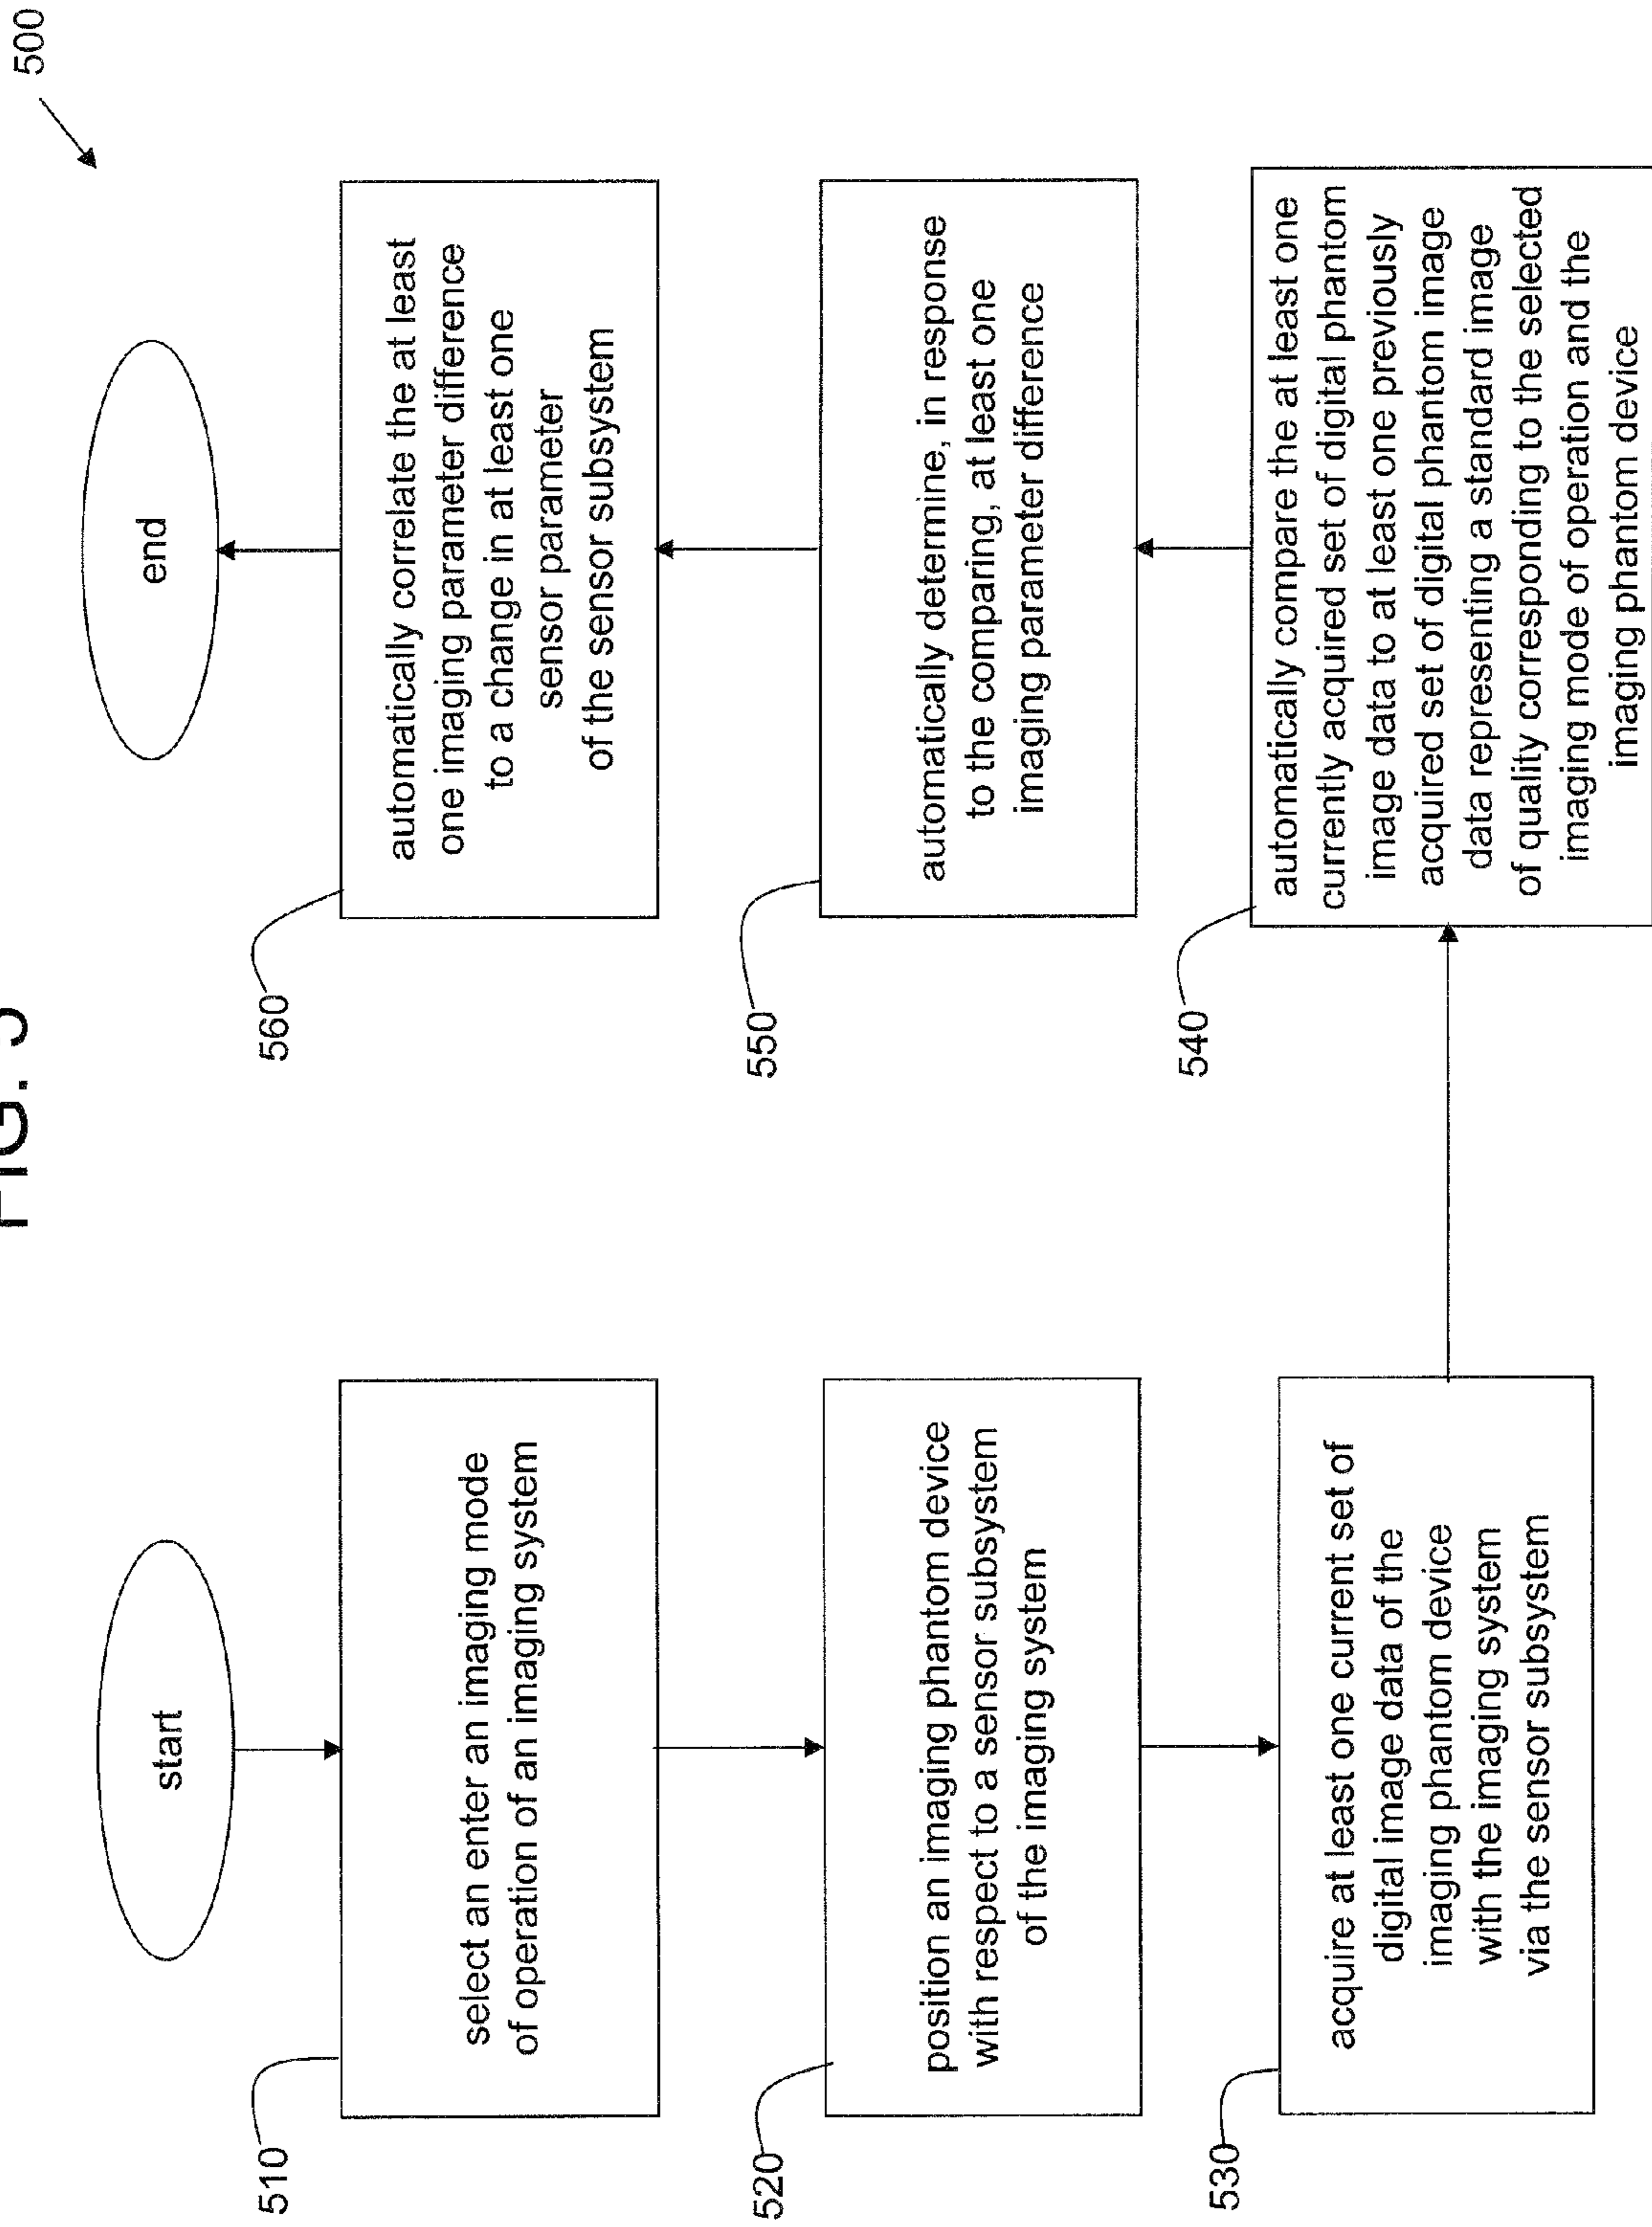 FIG. 5
500
start
510
select an enter an imaging mode
of operation of an imaging system
520
position an imaging phantom device
with respect to a sensor subsystem
of the imaging system
530
acquire at least one current set of
digital image data of the
imaging phantom device
with the imaging system
via the sensor subsystem
540
automatically compare the at least one
currently acquired set of digital phantom
image data to at least one previously
acquired set of digital phantom image
data representing a standard image
of quality corresponding to the selected
imaging mode of operation and the
imaging phantom device
550
automatically determine, in response
to the comparing, at least one
imaging parameter difference
560
automatically correlate the at least
one imaging parameter difference
to a change in at least one
sensor parameter
of the sensor subsystem
end